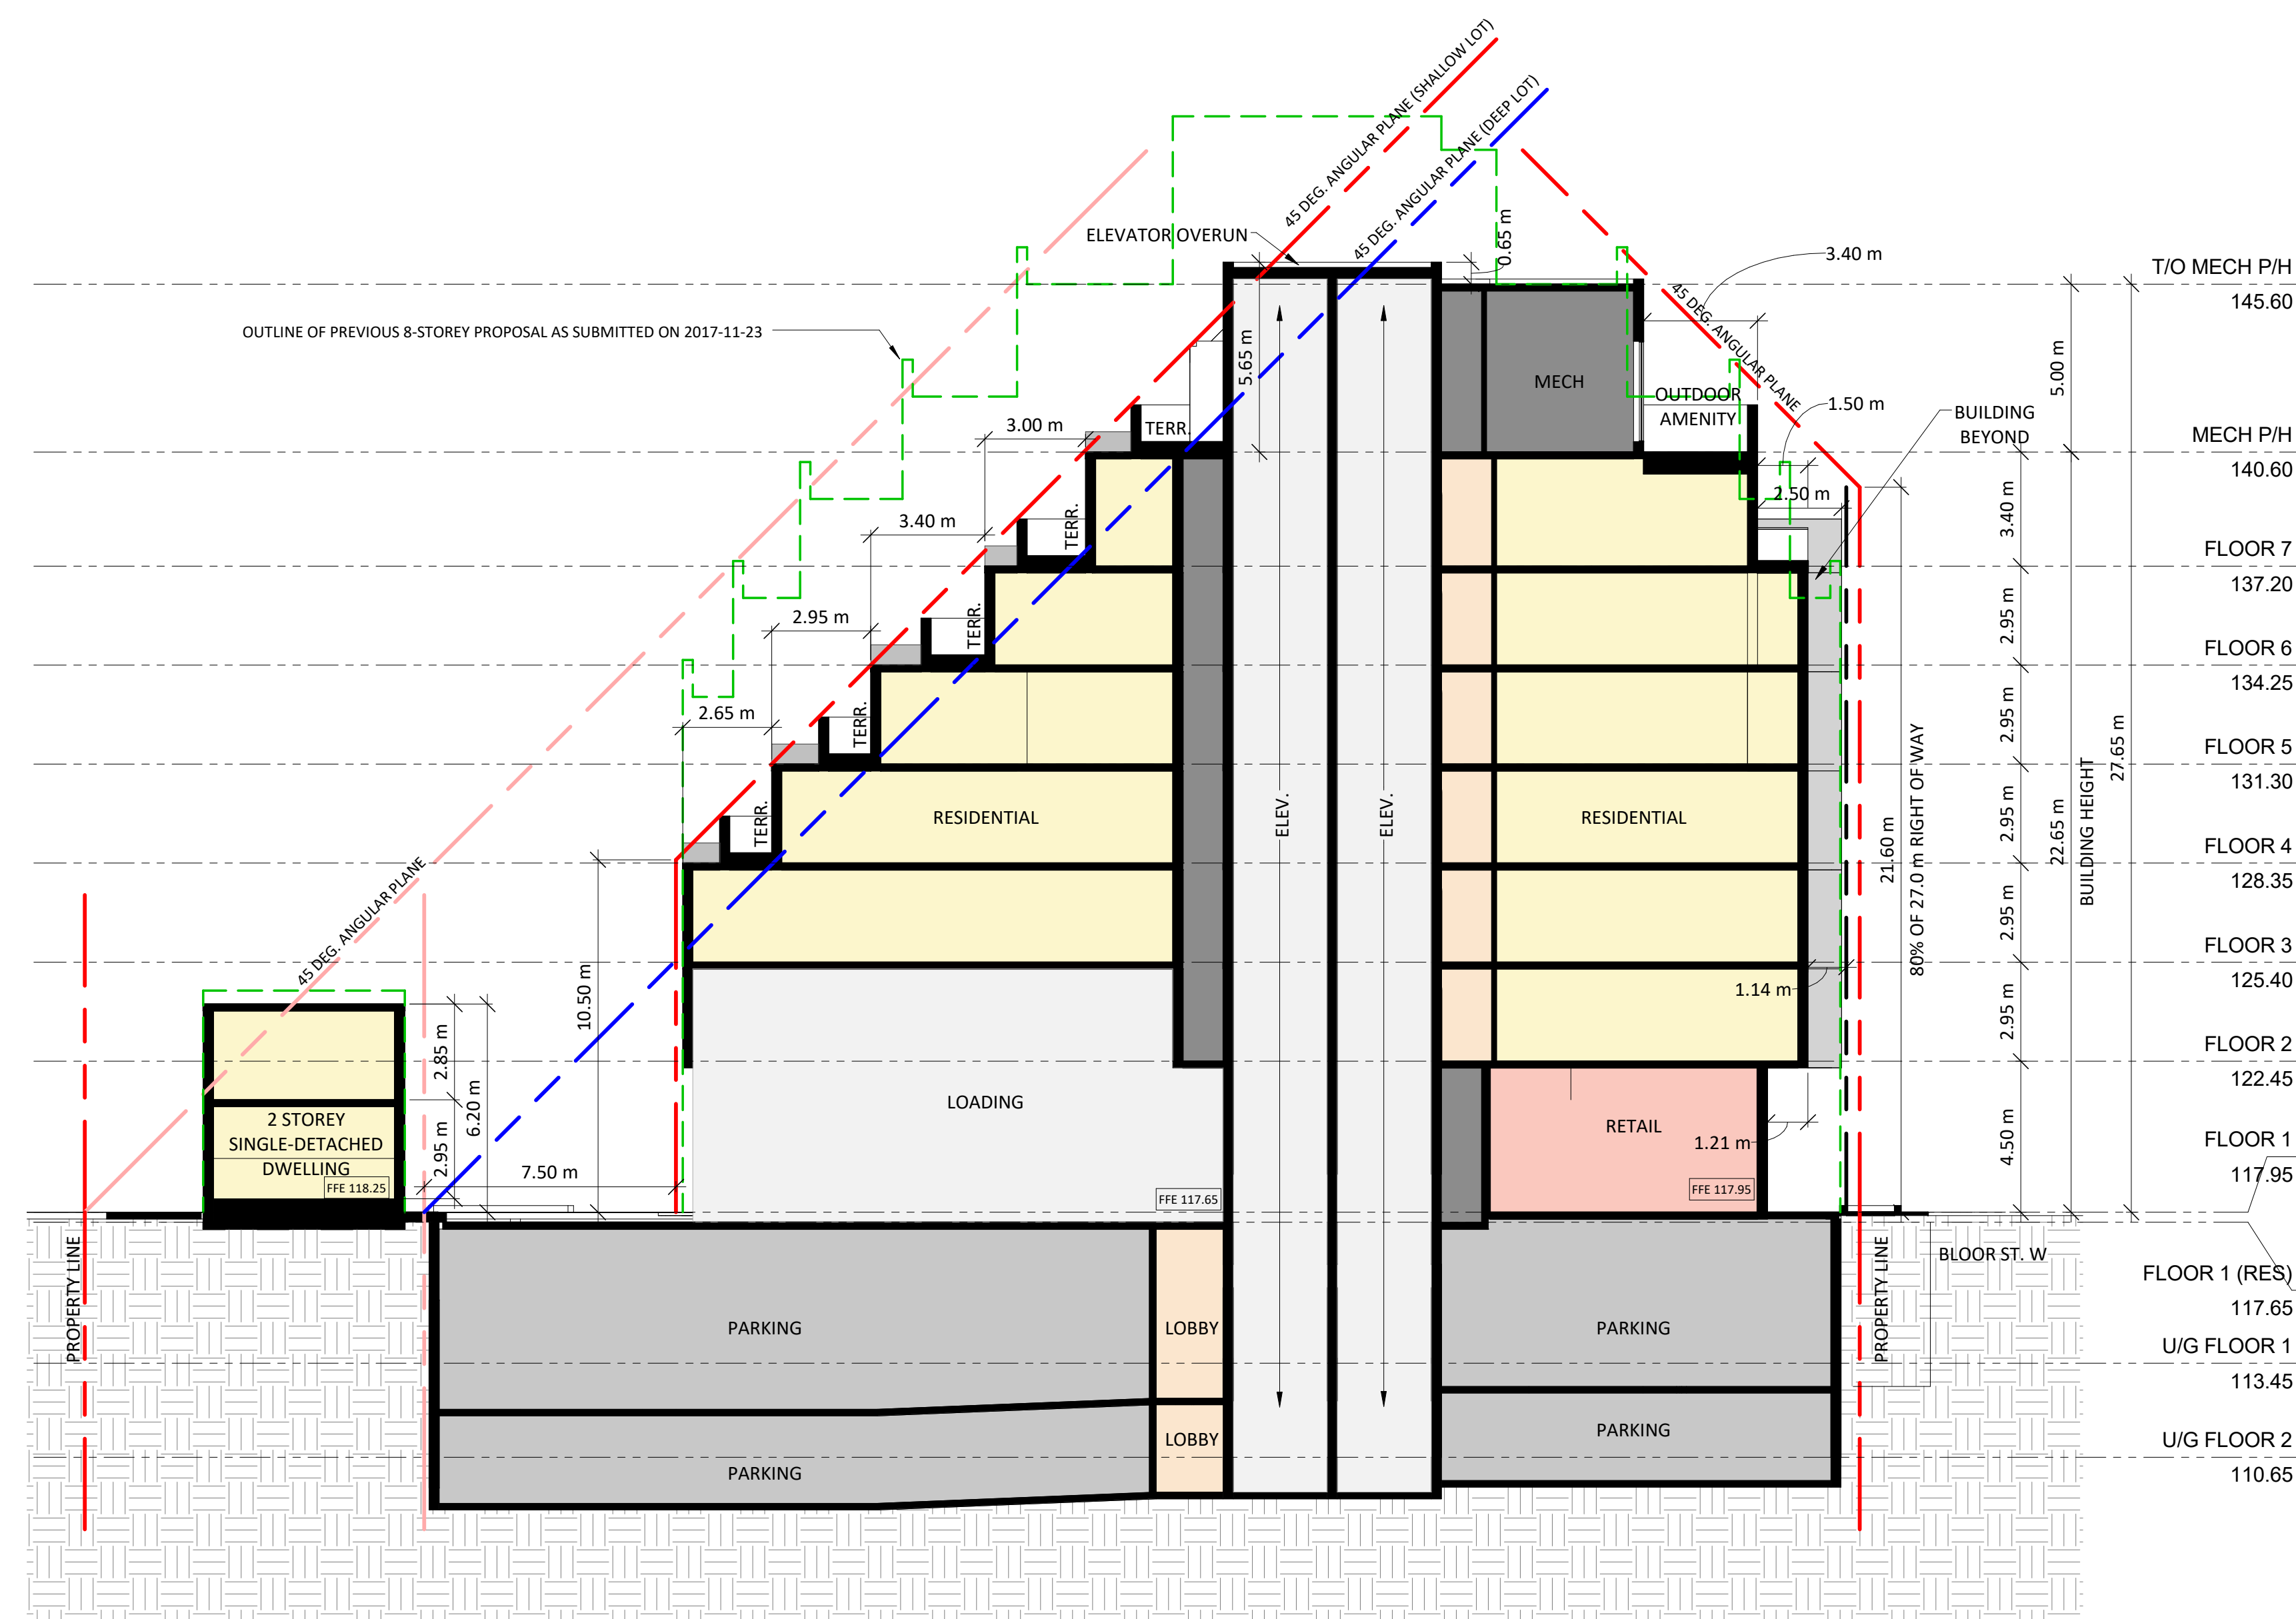 45 DEG. ANGULAR PLANE (SHALLOW LOT)
45 DEG. ANGULAR PLANE (DEEP LOT)
ELEVATOR OVERUN
0.65 m
3.40 m
T/O MECH P/H
145.60
OUTLINE OF PREVIOUS 8-STOREY PROPOSAL AS SUBMITTED ON 2017-11-23
45 DEG. ANGULAR PLANE
5.65 m
MECH
OUTDOOR
AMENITY
1.50 m
5.00 m
BUILDING
BEYOND
3.00 m
TERR.
MECH P/H
140.60
2.50 m
3.40 m
TERR.
3.40 m
FLOOR 7
137.20
2.95 m
TERR.
2.95 m
FLOOR 6
134.25
2.65 m
TERR.
2.95 m
FLOOR 5
131.30
27.65 m
22.65 m
BUILDING HEIGHT
21.60 m
80% OF 27.0 m RIGHT OF WAY
TERR.
RESIDENTIAL
ELEV.
ELEV.
RESIDENTIAL
2.95 m
FLOOR 4
128.35
45 DEG. ANGULAR PLANE
2.95 m
FLOOR 3
125.40
10.50 m
1.14 m
2.95 m
FLOOR 2
122.45
2.85 m
6.20 m
2.95 m
2 STOREY
SINGLE-DETACHED
DWELLING
FFE 118.25
7.50 m
LOADING
FFE 117.65
RETAIL
1.21 m
FFE 117.95
4.50 m
FLOOR 1
117.95
PROPERTY LINE
PROPERTY LINE
BLOOR ST. W
FLOOR 1 (RES)
117.65
PARKING
LOBBY
PARKING
U/G FLOOR 1
113.45
PARKING
LOBBY
PARKING
U/G FLOOR 2
110.65